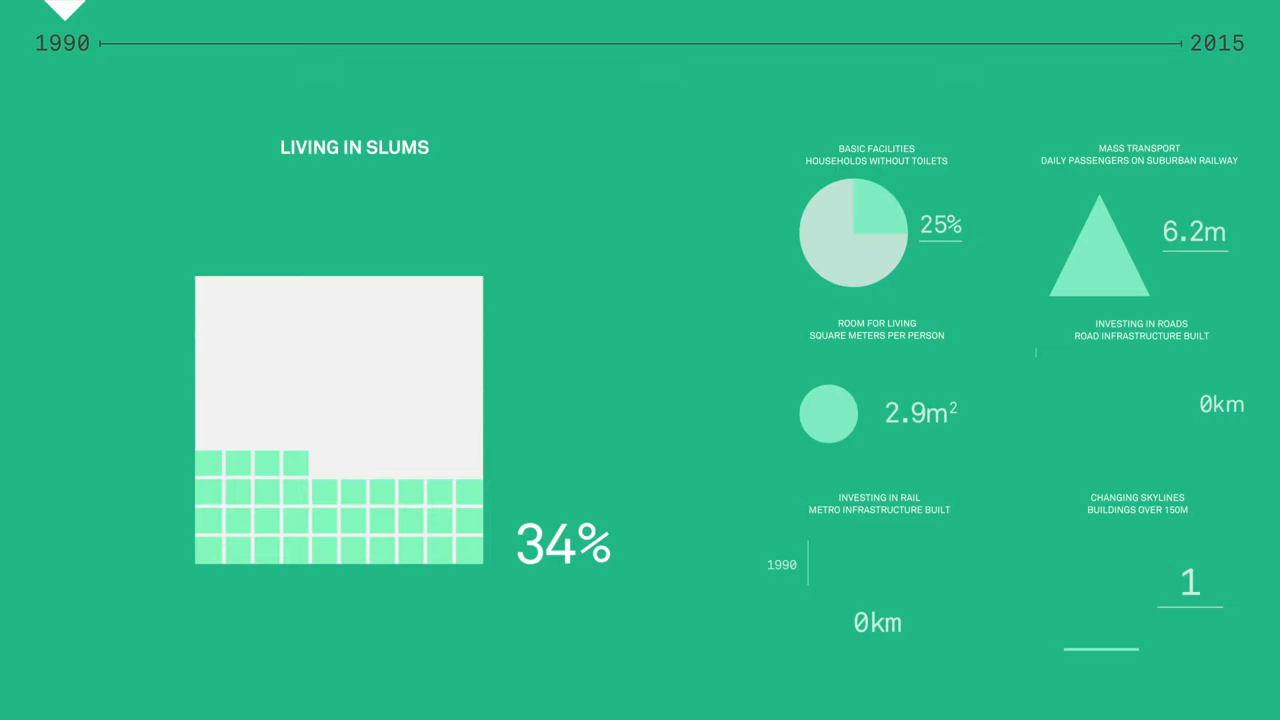 1990
2015
LIVING IN SLUMS
34%
BASIC FACILITIES
HOUSEHOLDS WITHOUT TOILETS
25%
MASS TRANSPORT
DAILY PASSENGERS ON SUBURBAN RAILWAY
6.2m
ROOM FOR LIVING
SQUARE METERS PER PERSON
2.9m²
INVESTING IN ROADS
ROAD INFRASTRUCTURE BUILT
0km
INVESTING IN RAIL
METRO INFRASTRUCTURE BUILT
1990
0km
CHANGING SKYLINES
BUILDINGS OVER 150M
1